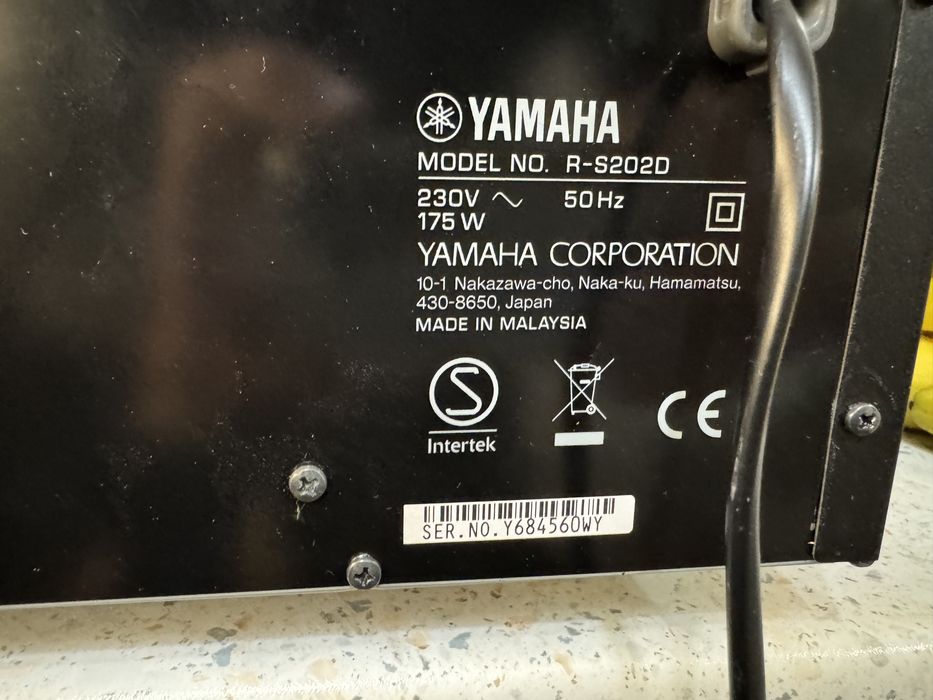 YAMAHA
MODEL NO. R-S202D
230V ~ 50Hz
175 W
YAMAHA CORPORATION
10-1 Nakazawa-cho, Naka-ku, Hamamatsu,
430-8650, Japan
MADE IN MALAYSIA
S
Intertek
CE
SER.NO.Y684560WY